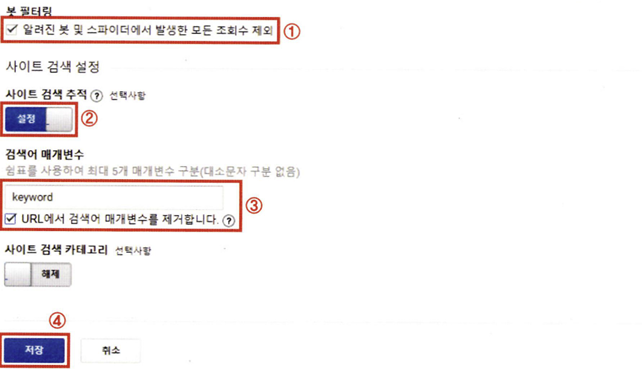 봇 필터링
알려진 봇 및 스파이더에서 발생한 모든 조회수 제외 ①
사이트 검색 설정
사이트 검색 추적 ? 선택사항
설정 ②
검색어 매개변수
쉼표를 사용하여 최대 5개 매개변수 구분(대소문자 구분 없음)
keyword ③
URL에서 검색어 매개변수를 제거합니다. ?
사이트 검색 카테고리 선택사항
해제
④
저장 취소